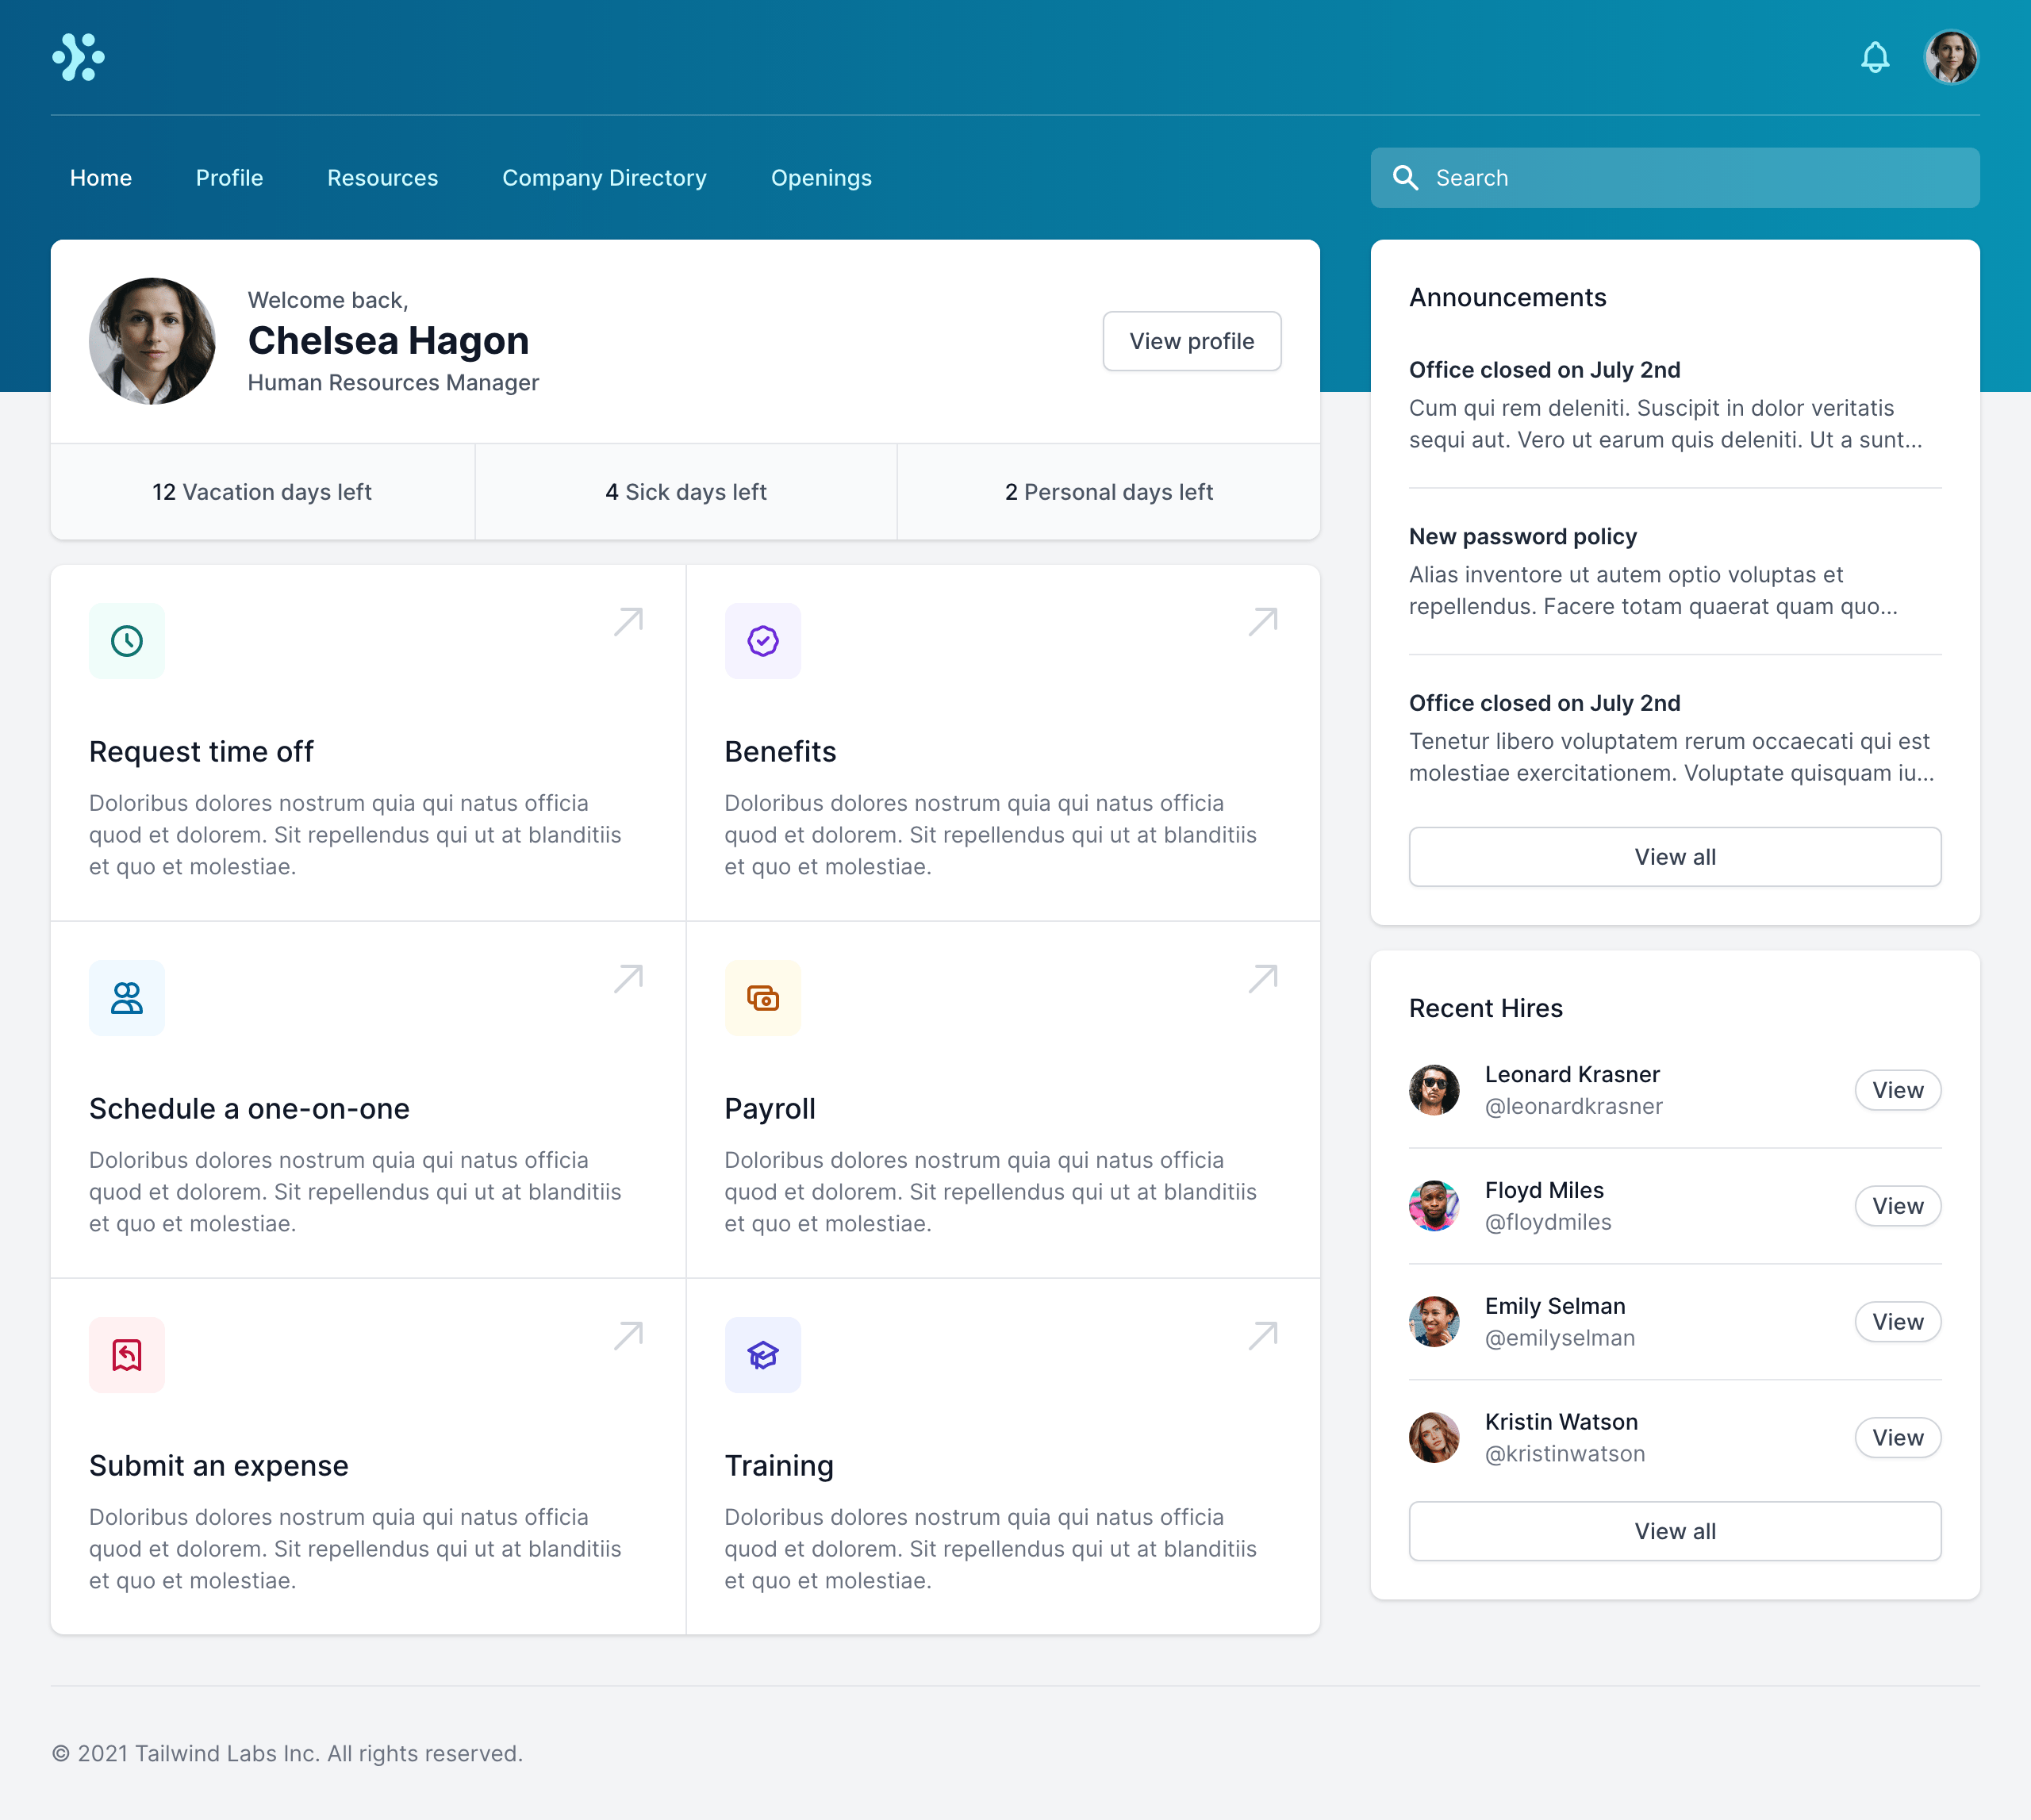 Home
Profile
Resources
Company Directory
Openings
Search
Welcome back,
Chelsea Hagon
Human Resources Manager
View profile
12 Vacation days left
4 Sick days left
2 Personal days left
Request time off
Doloribus dolores nostrum quia qui natus officia
quod et dolorem. Sit repellendus qui ut at blanditiis
et quo et molestiae.
Benefits
Doloribus dolores nostrum quia qui natus officia
quod et dolorem. Sit repellendus qui ut at blanditiis
et quo et molestiae.
Schedule a one-on-one
Doloribus dolores nostrum quia qui natus officia
quod et dolorem. Sit repellendus qui ut at blanditiis
et quo et molestiae.
Payroll
Doloribus dolores nostrum quia qui natus officia
quod et dolorem. Sit repellendus qui ut at blanditiis
et quo et molestiae.
Submit an expense
Doloribus dolores nostrum quia qui natus officia
quod et dolorem. Sit repellendus qui ut at blanditiis
et quo et molestiae.
Training
Doloribus dolores nostrum quia qui natus officia
quod et dolorem. Sit repellendus qui ut at blanditiis
et quo et molestiae.
Announcements
Office closed on July 2nd
Cum qui rem deleniti. Suscipit in dolor veritatis
sequi aut. Vero ut earum quis deleniti. Ut a sunt...
New password policy
Alias inventore ut autem optio voluptas et
repellendus. Facere totam quaerat quam quo...
Office closed on July 2nd
Tenetur libero voluptatem rerum occaecati qui est
molestiae exercitationem. Voluptate quisquam iu...
View all
Recent Hires
Leonard Krasner
@leonardkrasner
View
Floyd Miles
@floydmiles
View
Emily Selman
@emilyselman
View
Kristin Watson
@kristinwatson
View
View all
© 2021 Tailwind Labs Inc. All rights reserved.